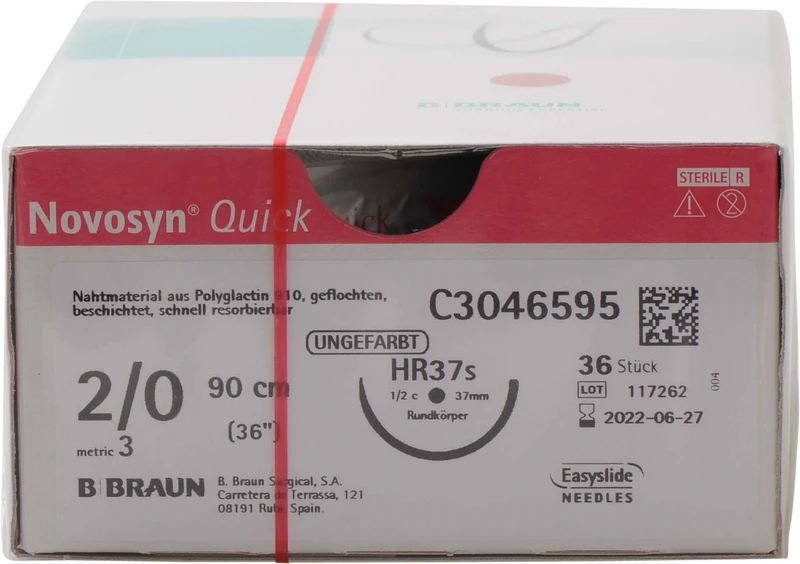 B BRAUN
STERILE R
Novosyn® Quick
Nahtmaterial aus Polyglactin 910, geflochten,
beschichtet, schnell resorbierbar
C3046595
UNGEFARBT
2/0 90 cm
(36")
metric 3
HR37s
1/2 c 37mm
Rundkörper
36 Stück
LOT 117262
2022-06-27
004
B BRAUN
B. Braun Surgical, S.A.
Carretera de Terrassa, 121
08191 Rubi. Spain.
Easyslide
NEEDLES